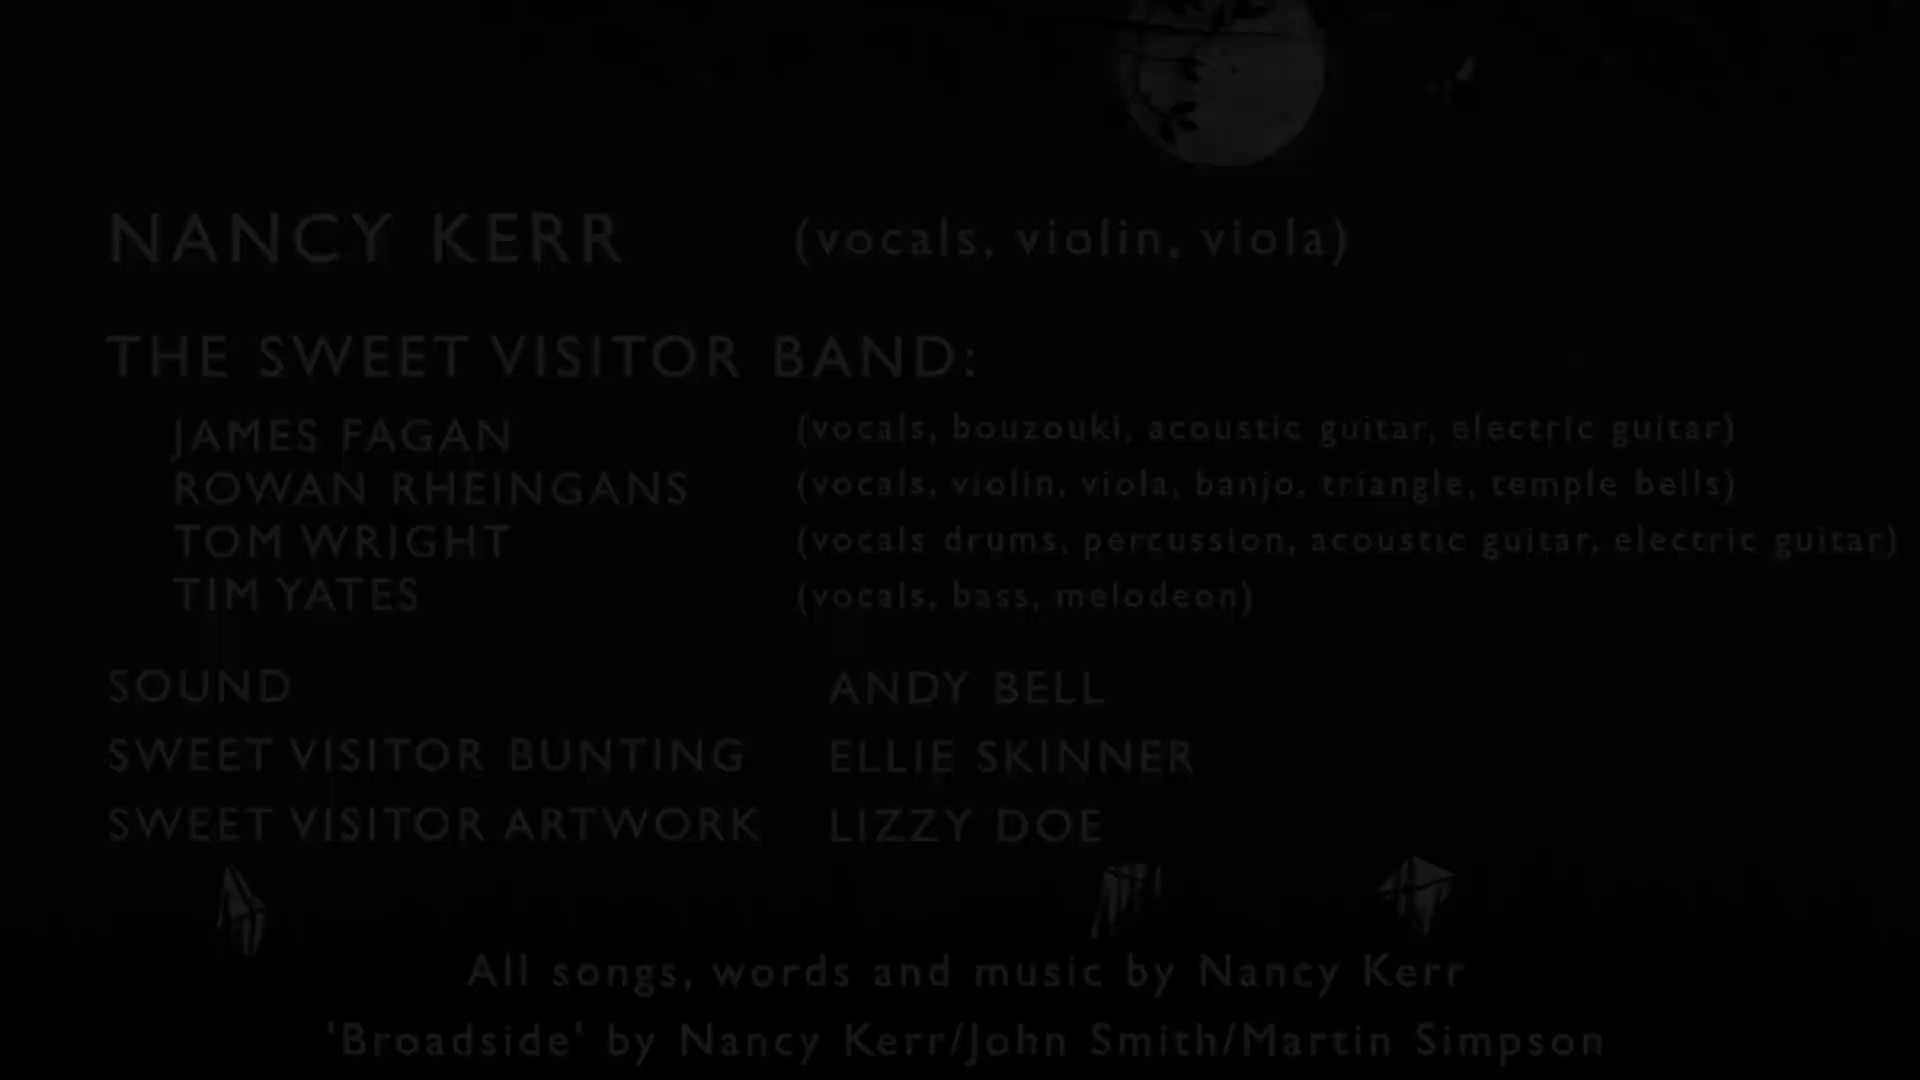 NANCY KERR (vocals, violin, viola)
THE SWEET VISITOR BAND:
JAMES FAGAN (vocals, bouzouki, acoustic guitar, electric guitar)
ROWAN RHEINGANS (vocals, violin, viola, banjo, triangle, temple bells)
TOM WRIGHT (vocals drums, percussion, acoustic guitar, electric guitar)
TIM YATES (vocals, bass, melodeon)
SOUND ANDY BELL
SWEET VISITOR BUNTING ELLIE SKINNER
SWEET VISITOR ARTWORK LIZZY DOE
All songs, words and music by Nancy Kerr
'Broadside' by Nancy Kerr/John Smith/Martin Simpson